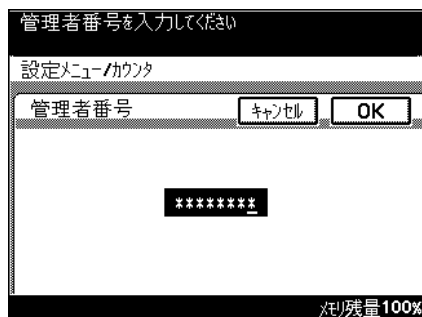 管理者番号を入力してください
設定メニュー/カウンタ
管理者番号 キャンセル OK
********
メモリ残量100%